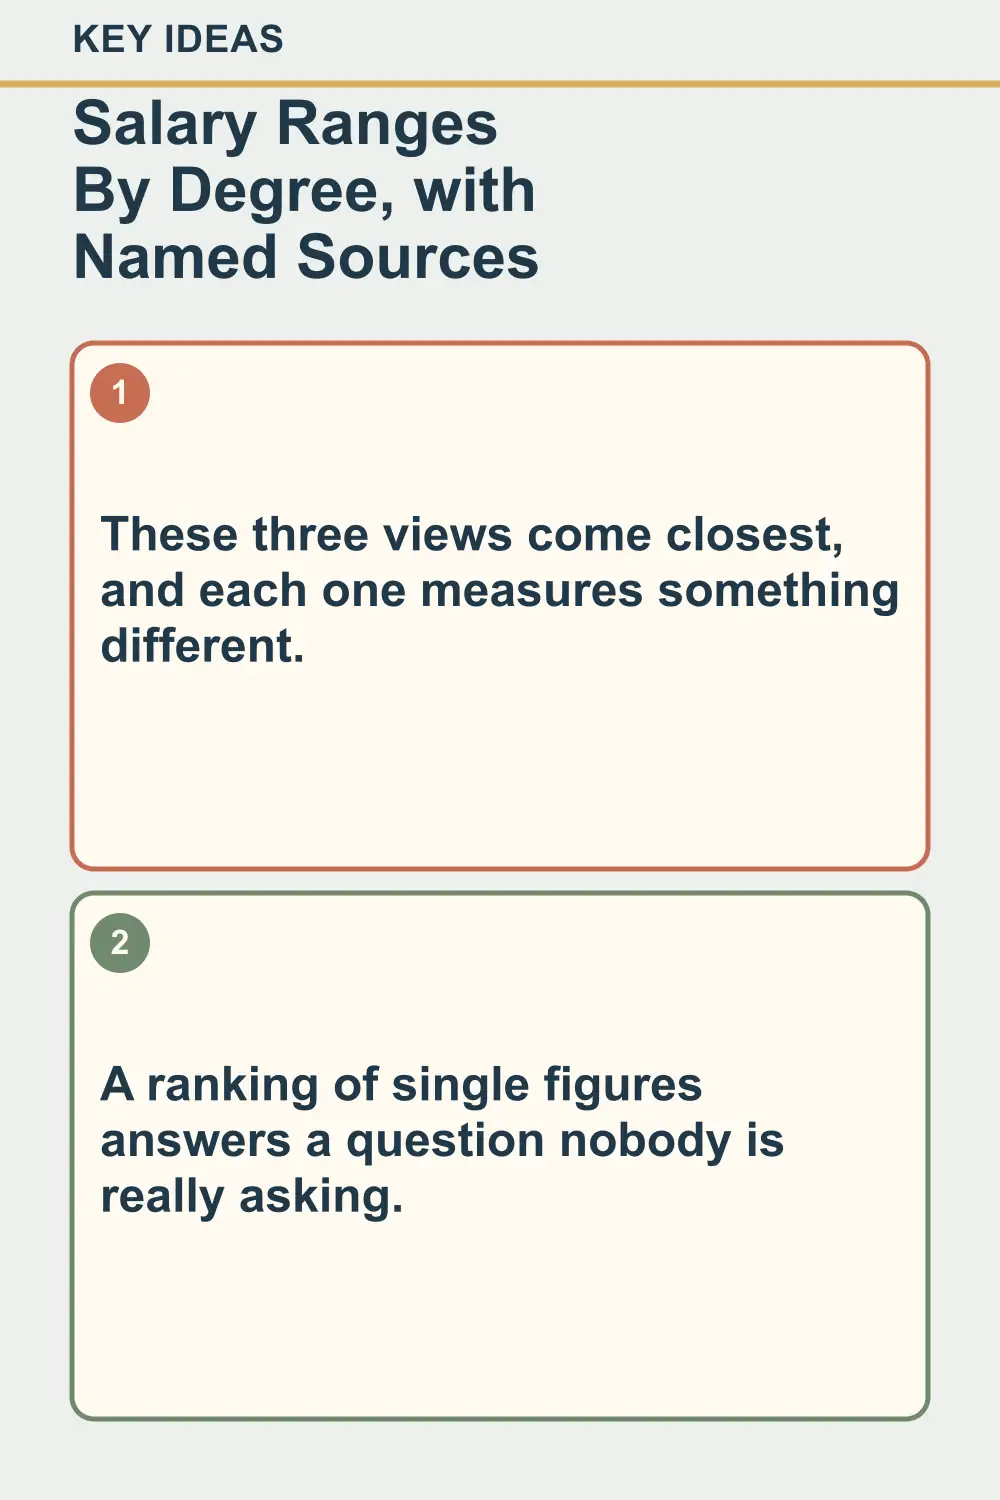 KEY IDEAS
Salary Ranges
By Degree, with
Named Sources
1
These three views come closest,
and each one measures something
different.
2
A ranking of single figures
answers a question nobody is
really asking.